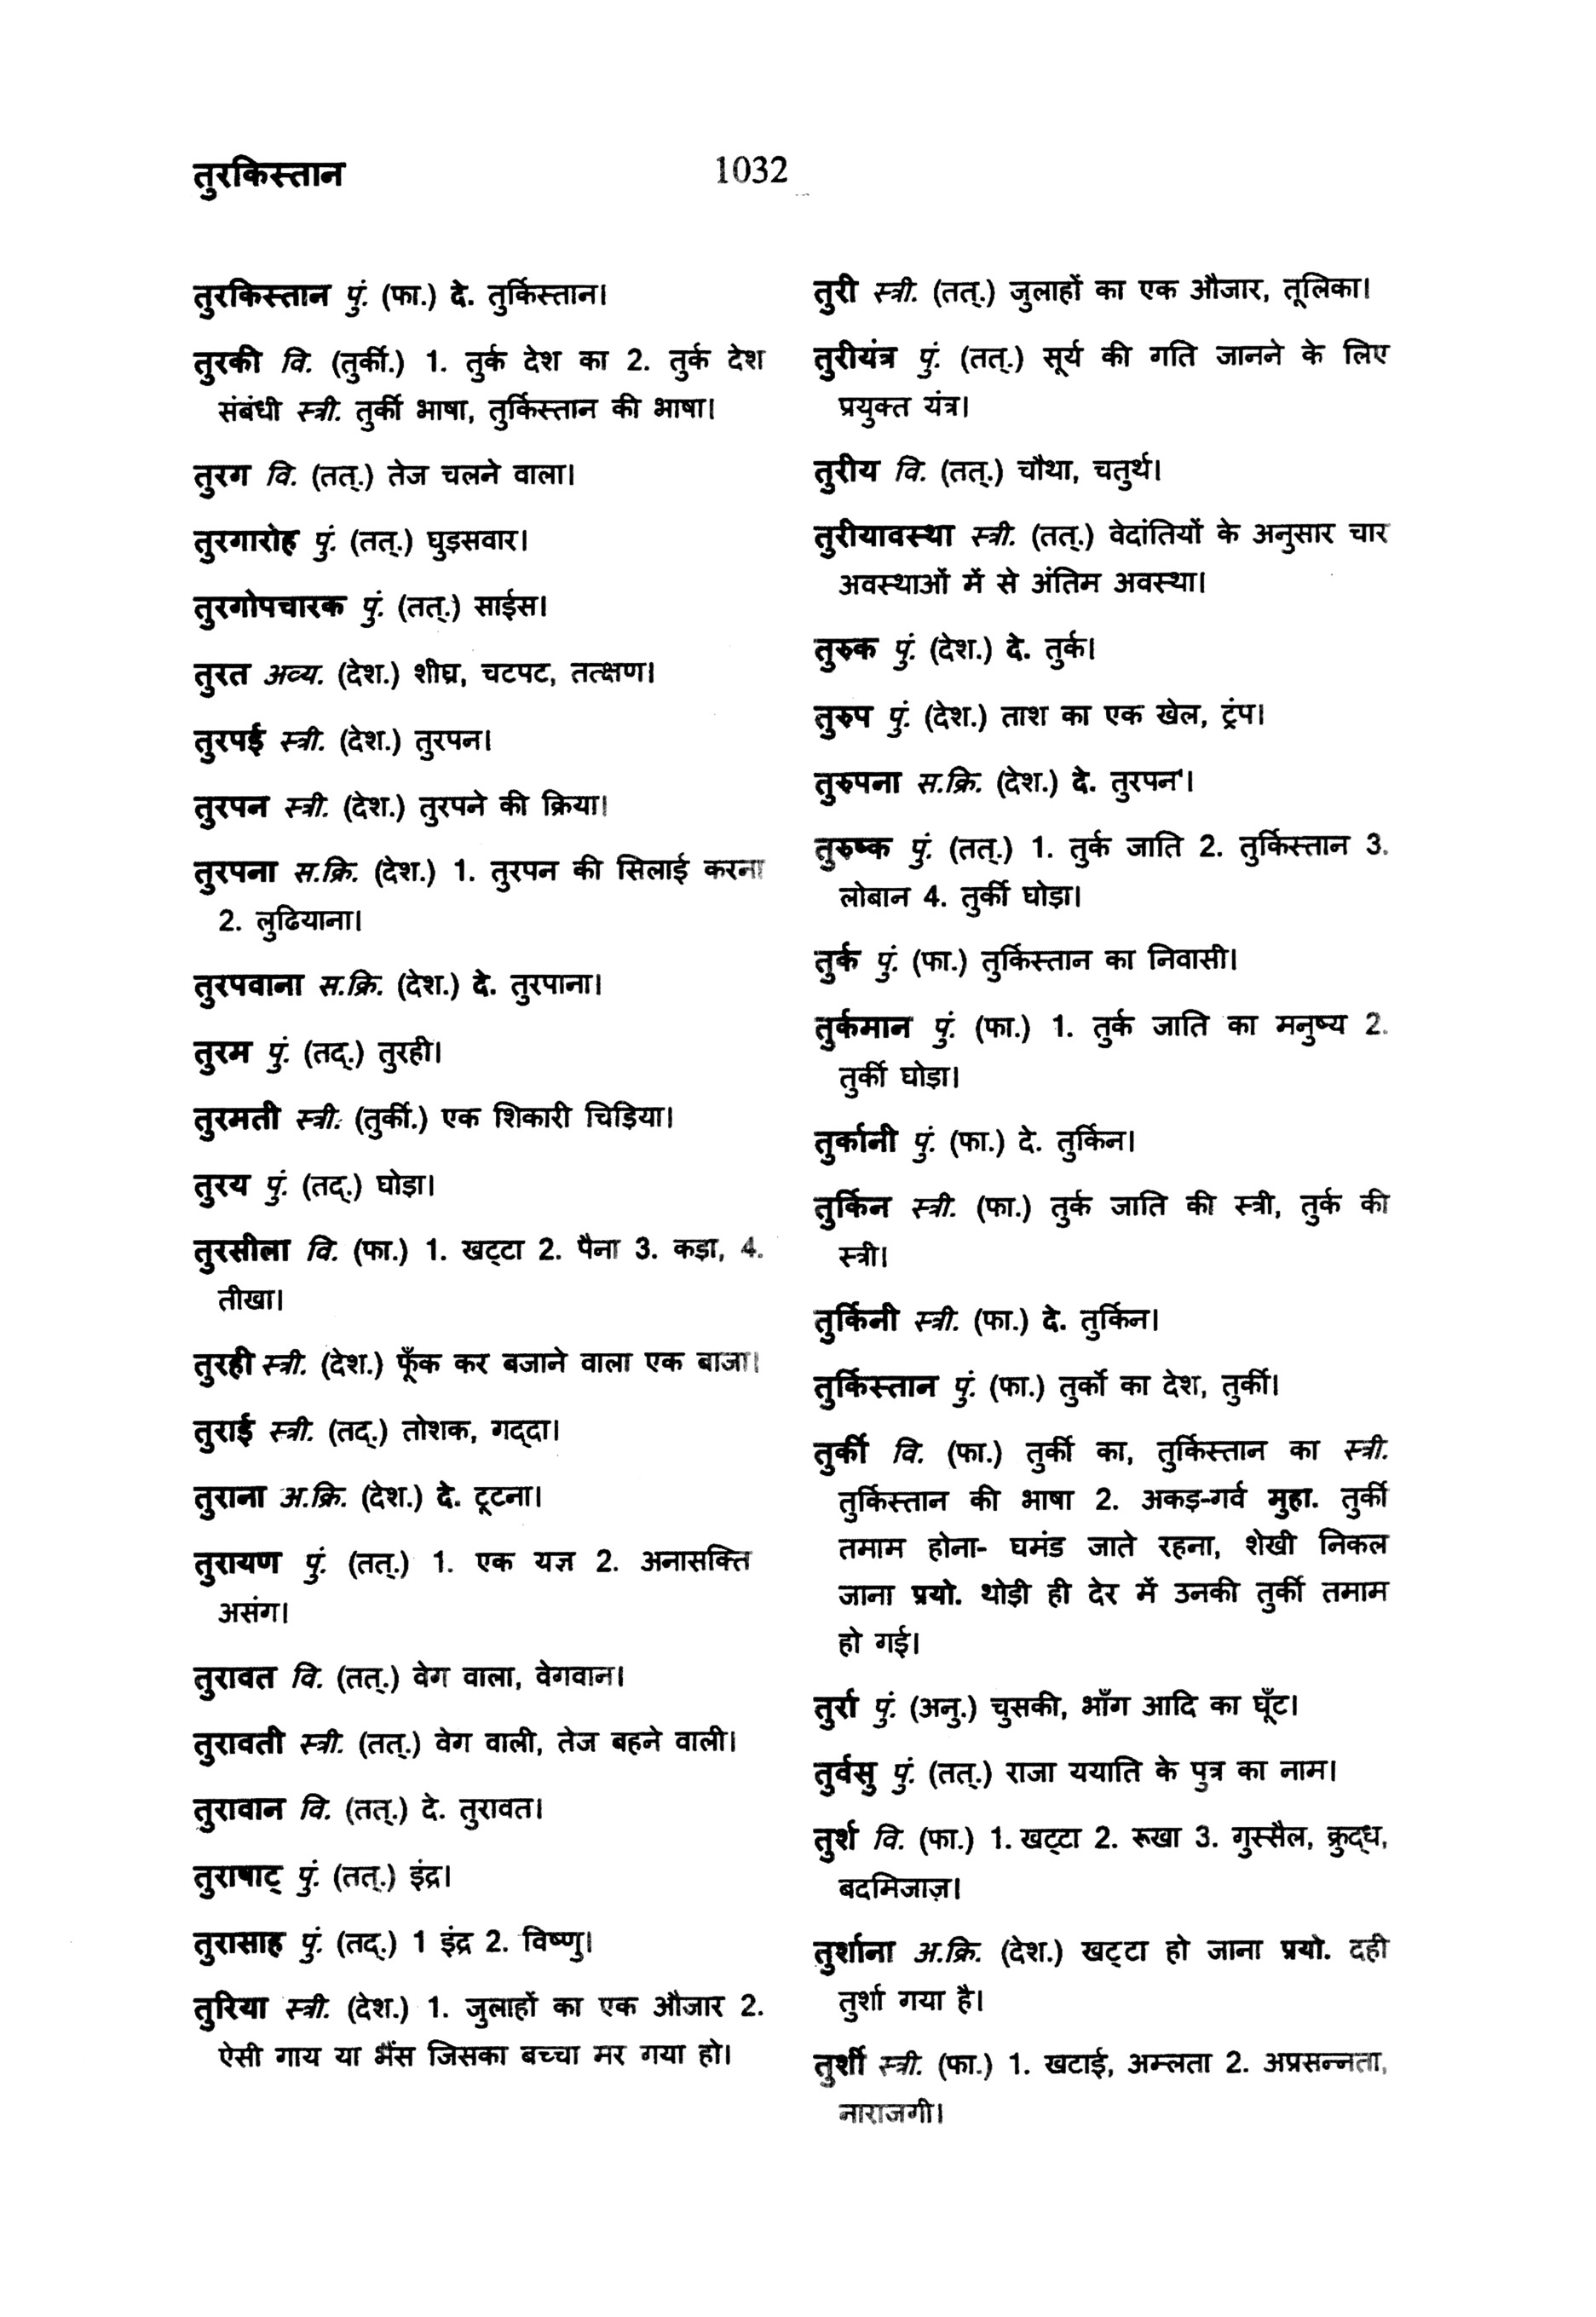 तुरकिस्तान
1032
तुरकिस्तान पुं. (फा.) दे. तुर्किस्तान।
तुरकी वि. (तुर्की.) 1. तुर्क देश का 2. तुर्क देश
संबंधी स्त्री. तुर्की भाषा, तुर्किस्तान की भाषा।
तुरग वि. (तत्.) तेज चलने वाला।
तुरगारोह पुं. (तत्.) घुड़सवार।
तुरगोपचारक पुं. (तत्.) साईस।
तुरत अव्य. (देश.) शीघ्र, चटपट, तत्क्षण।
तुरपई स्त्री. (देश.) तुरपन।
तुरपन स्त्री. (देश.) तुरपने की क्रिया।
तुरपना स.क्रि. (देश.) 1. तुरपन की सिलाई करना
2. लुढियाना।
तुरपवाना स.क्रि. (देश.) दे. तुरपाना।
तुरम पुं. (तद्.) तुरही।
तुरमती स्त्री. (तुर्की.) एक शिकारी चिड़िया।
तुरय पुं. (तद्.) घोड़ा।
तुरसीला वि. (फा.) 1. खट्टा 2. पैना 3. कड़ा, 4.
तीखा।
तुरही स्त्री. (देश.) फूँक कर बजाने वाला एक बाजा।
तुराई स्त्री. (तद्.) तोशक, गद्दा।
तुराना अ.क्रि. (देश.) दे. टूटना।
तुरायण पुं. (तत्.) 1. एक यज्ञ 2. अनासक्ति
असंग।
तुरावत वि. (तत्.) वेग वाला, वेगवान।
तुरावती स्त्री. (तत्.) वेग वाली, तेज बहने वाली।
तुरावान वि. (तत्.) दे. तुरावत।
तुराषाट् पुं. (तत्.) इंद्र।
तुरासाह पुं. (तद्.) 1 इंद्र 2. विष्णु।
तुरिया स्त्री. (देश.) 1. जुलाहों का एक औजार 2.
ऐसी गाय या भैंस जिसका बच्चा मर गया हो।
तुरी स्त्री. (तत्.) जुलाहों का एक औजार, तूलिका।
तुरीयंत्र पुं. (तत्.) सूर्य की गति जानने के लिए
प्रयुक्त यंत्र।
तुरीय वि. (तत्.) चौथा, चतुर्थ।
तुरीयावस्था स्त्री. (तत्.) वेदांतियों के अनुसार चार
अवस्थाओं में से अंतिम अवस्था।
तुरुक पुं. (देश.) दे. तुर्क।
तुरुप पुं. (देश.) ताश का एक खेल, ट्रंप।
तुरुपना स.क्रि. (देश.) दे. तुरपन'।
तुरुष्क पुं. (तत्.) 1. तुर्क जाति 2. तुर्किस्तान 3.
लोबान 4. तुर्की घोड़ा।
तुर्क पुं. (फा.) तुर्किस्तान का निवासी।
तुर्कमान पुं. (फा.) 1. तुर्क जाति का मनुष्य 2.
तुर्की घोड़ा।
तुर्कानी पुं. (फा.) दे. तुर्किन।
तुर्किन स्त्री. (फा.) तुर्क जाति की स्त्री, तुर्क की
स्त्री।
तुर्किनी स्त्री. (फा.) दे. तुर्किन।
तुर्किस्तान पुं. (फा.) तुर्को का देश, तुर्की।
तुर्की वि. (फा.) तुर्की का, तुर्किस्तान का स्त्री.
तुर्किस्तान की भाषा 2. अकड़-गर्व मुहा. तुर्की
तमाम होना- घमंड जाते रहना, शेखी निकल
जाना प्रयो. थोड़ी ही देर में उनकी तुर्की तमाम
हो गई।
तुर्रा पुं. (अनु.) चुसकी, भाँग आदि का घूँट।
तुर्वसु पुं. (तत्.) राजा ययाति के पुत्र का नाम।
तुर्श वि. (फा.) 1. खट्टा 2. रूखा 3. गुस्सैल, क्रुद्ध,
बदमिजाज़।
तुर्शाना अ.क्रि. (देश.) खट्टा हो जाना प्रयो. दही
तुर्शा गया है।
तुर्शी स्त्री. (फा.) 1. खटाई, अम्लता 2. अप्रसन्नता,
नाराजगी।